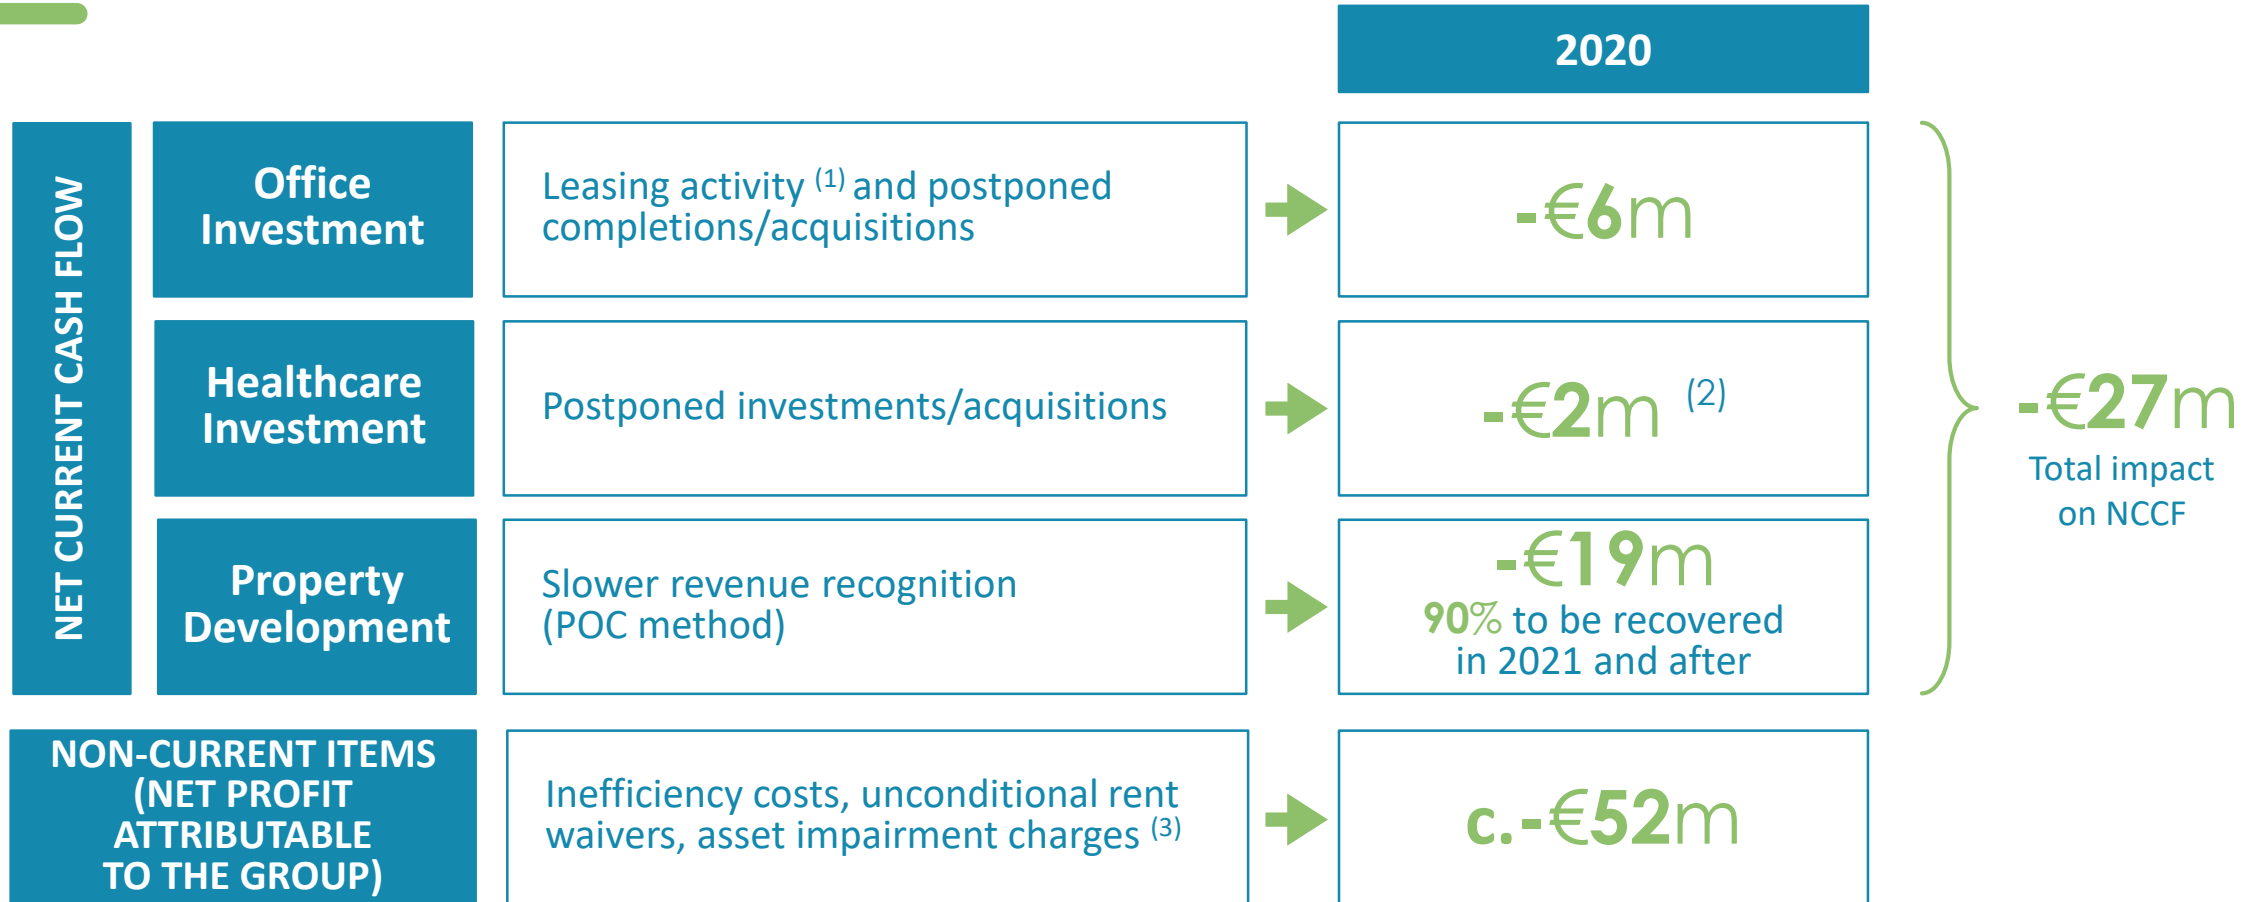 2020
NET CURRENT CASH FLOW
Office
Investment
Leasing activity (1) and postponed
completions/acquisitions
-€6m
Healthcare
Investment
Postponed investments/acquisitions
-€2m (2)
Property
Development
Slower revenue recognition
(POC method)
-€19m
90% to be recovered
in 2021 and after
-€27m
Total impact
on NCCF
NON-CURRENT ITEMS
(NET PROFIT
ATTRIBUTABLE
TO THE GROUP)
Inefficiency costs, unconditional rent
waivers, asset impairment charges (3)
c.-€52m